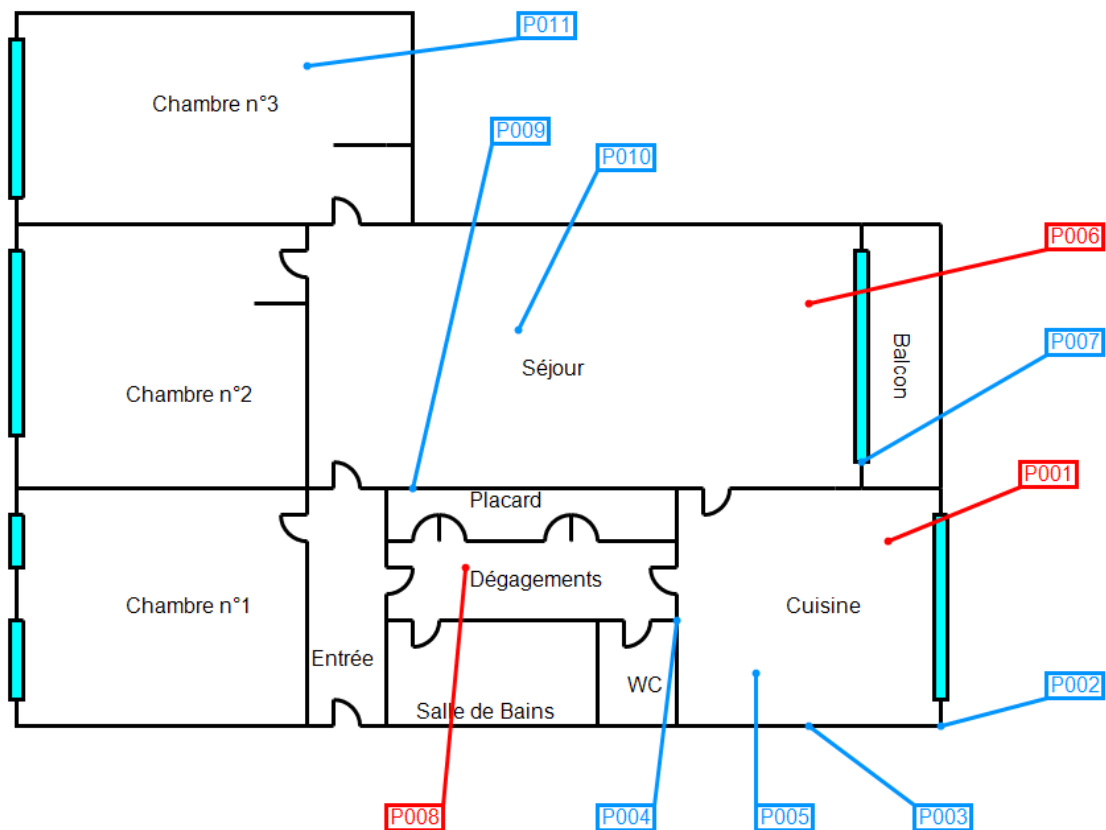 P011
Chambre n°3
P009
P010
P006
P007
Balcon
Séjour
Chambre n°2
P001
Placard
Dégagements
Chambre n°1
Cuisine
Entrée
WC
P002
Salle de Bains
P008
P004
P005
P003